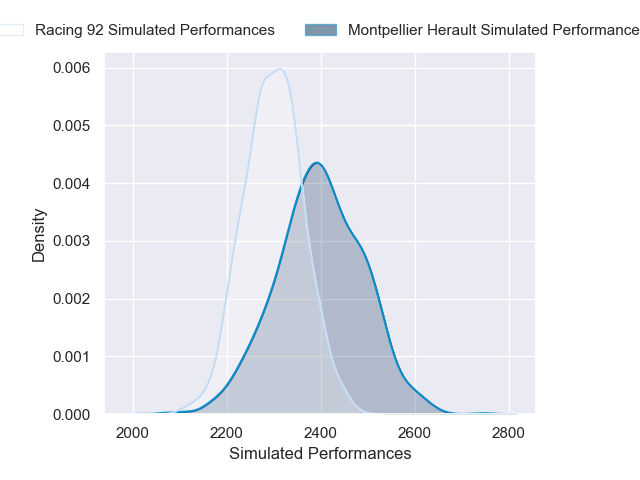 Racing 92 Simulated Performances
Montpellier Herault Simulated Performance
0.006
0.005
0.004
0.003
0.002
0.001
0.000
Density
2000 2200 2400 2600 2800
Simulated Performances